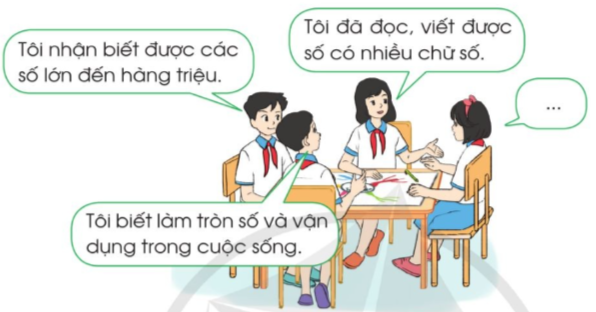 Tôi nhận biết được các
số lớn đến hàng triệu.
Tôi đã đọc, viết được
số có nhiều chữ số.
...
Tôi biết làm tròn số và vận
dụng trong cuộc sống.